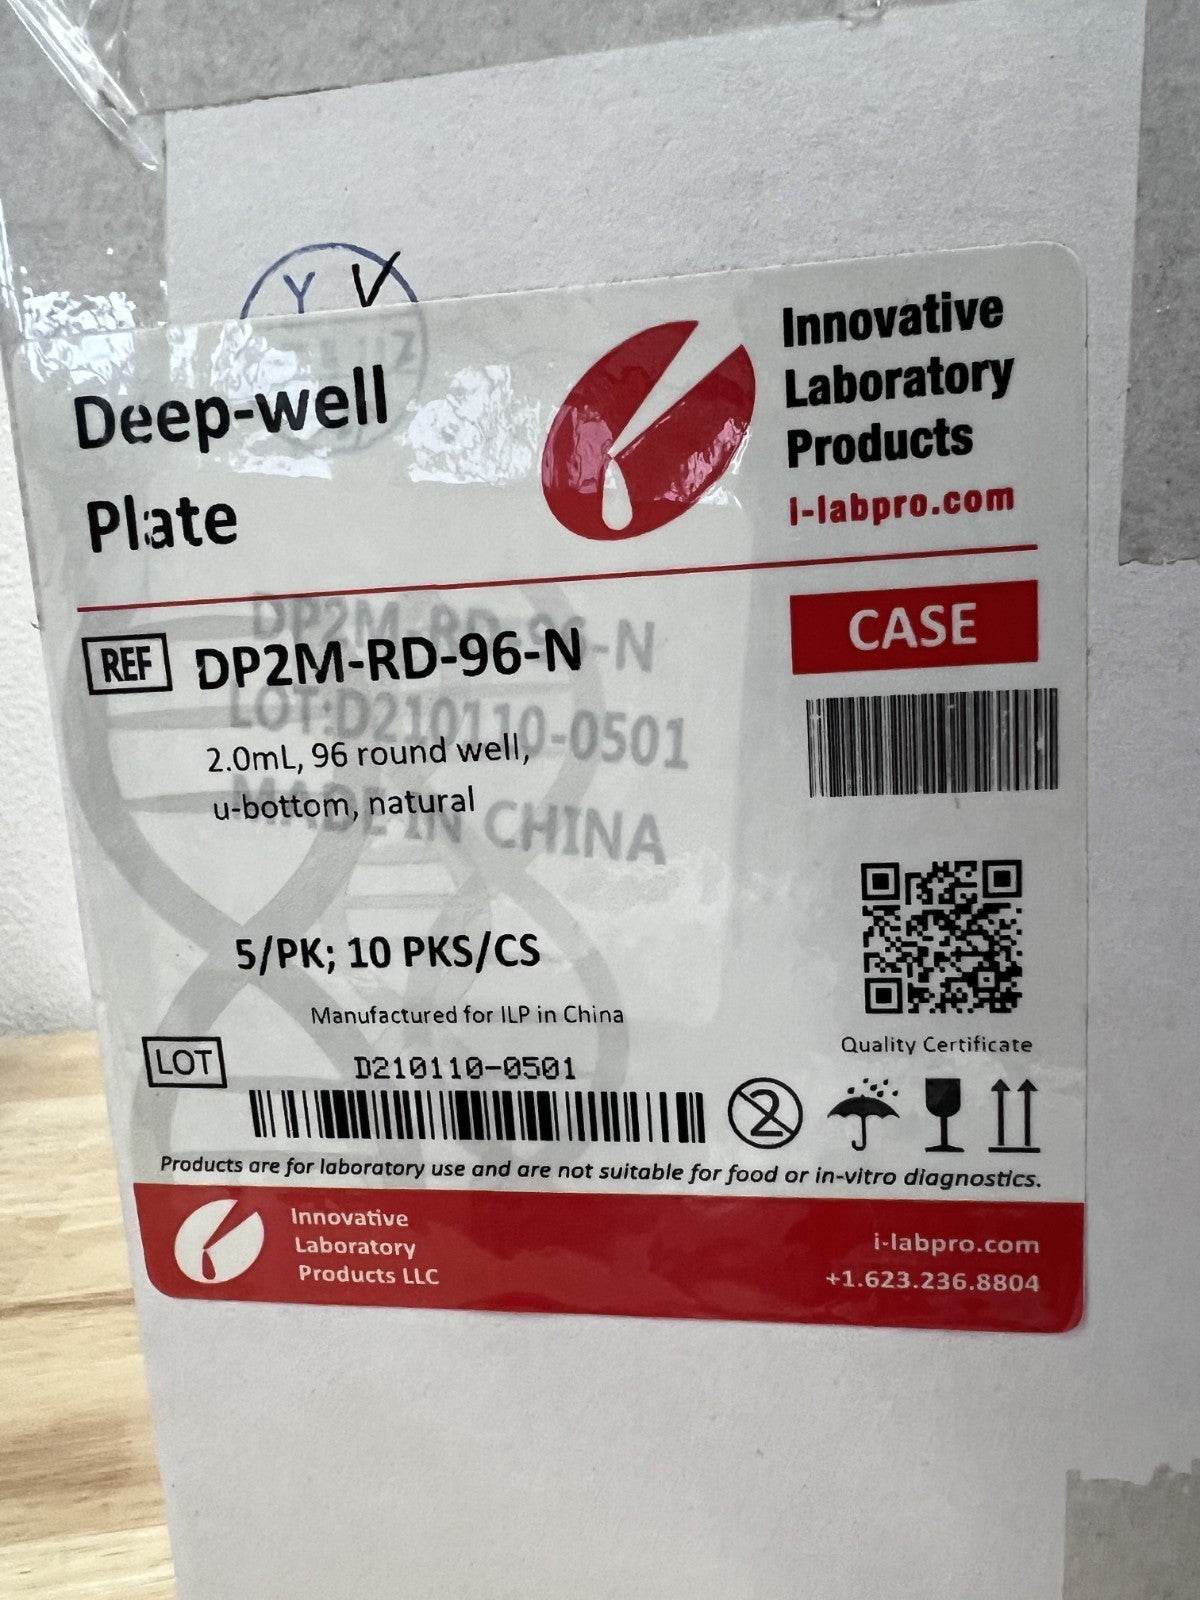 Y V
Deep-well
Plate
Innovative
Laboratory
Products
i-labpro.com
REF DP2M-RD-96-N
DP2M-RD-96-N
LOT:D210110-0501
MADE IN CHINA
2.0mL, 96 round well,
u-bottom, natural
CASE
5/PK; 10 PKS/CS
Manufactured for ILP in China
Quality Certificate
LOT D210110-0501
2
Products are for laboratory use and are not suitable for food or in-vitro diagnostics.
Innovative
Laboratory
Products LLC
i-labpro.com
+1.623.236.8804